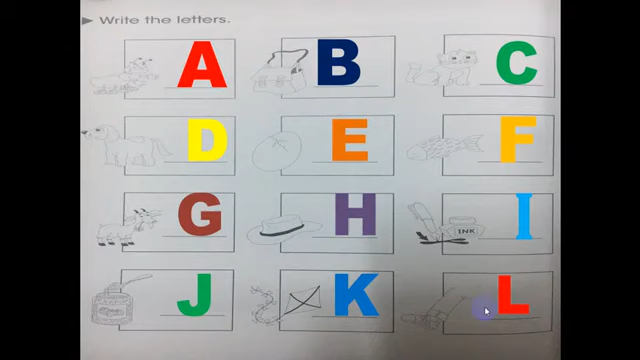 Write the letters.
A B C
D E F
G H INK I
J K L